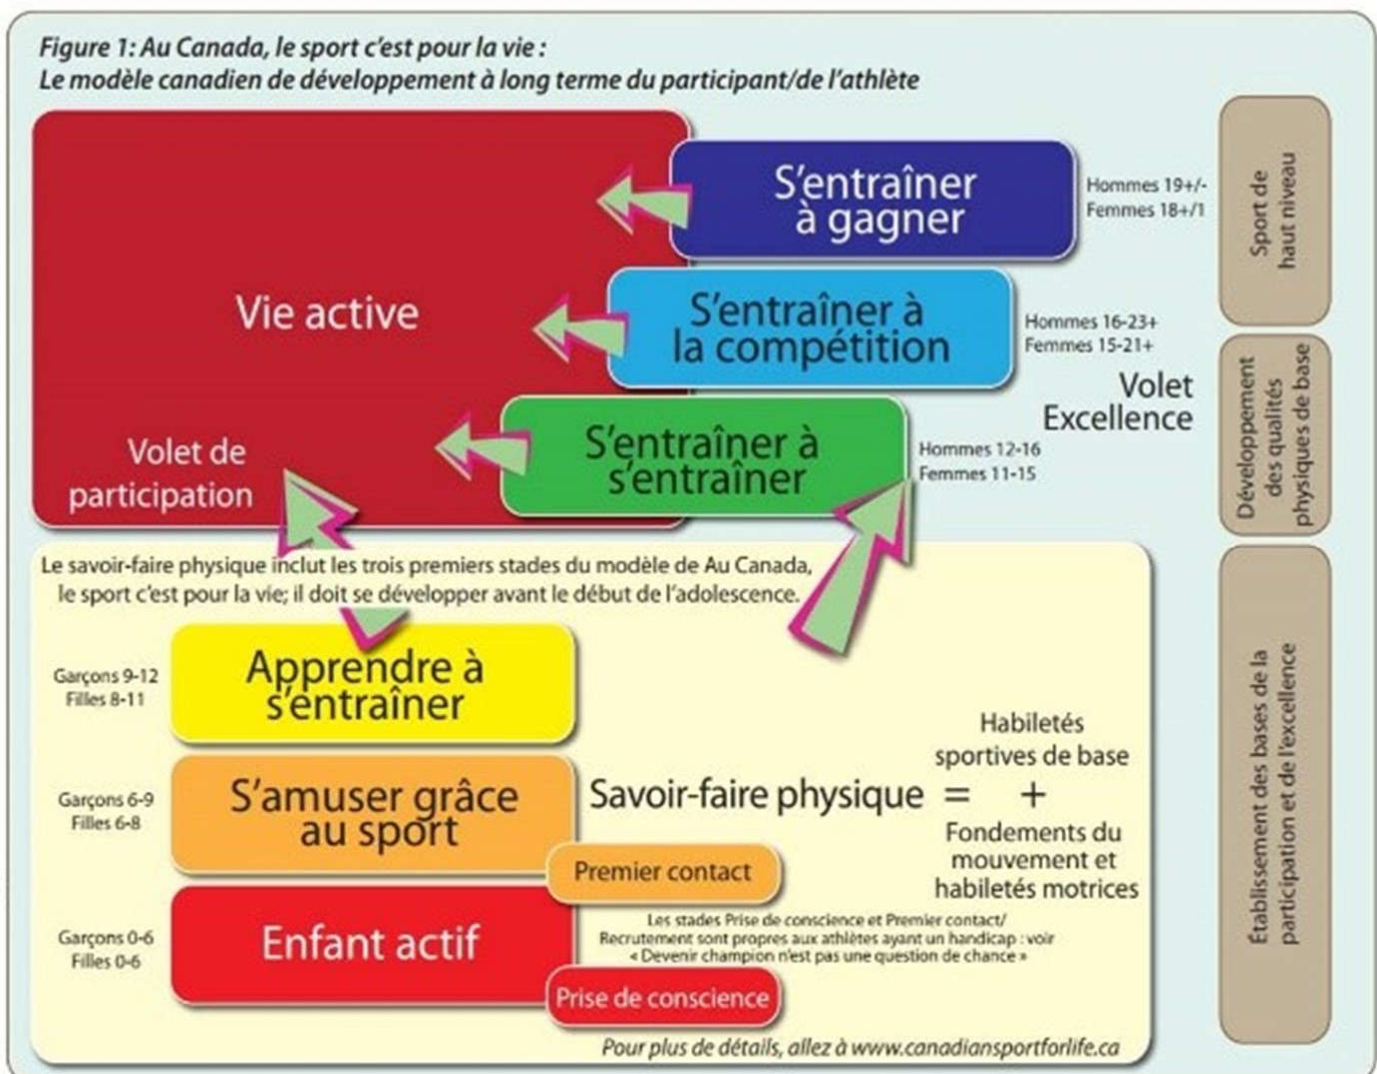 Figure 1: Au Canada, le sport c'est pour la vie :
Le modèle canadien de développement à long terme du participant/de l'athlète
Vie active
Volet de
participation
S'entraîner
à gagner
Hommes 19+/-
Femmes 18+/1
S'entraîner à
la compétition
Hommes 16-23+
Femmes 15-21+
Volet
Excellence
S'entraîner à
s'entraîner
Hommes 12-16
Femmes 11-15
Sport de
haut niveau
Développement
des qualités
physiques de base
Établissement des bases de la
participation et de l'excellence
Le savoir-faire physique inclut les trois premiers stades du modèle de Au Canada,
le sport c'est pour la vie; il doit se développer avant le début de l'adolescence.
Garçons 9-12
Filles 8-11
Apprendre à
s'entraîner
Garçons 6-9
Filles 6-8
S'amuser grâce
au sport
Savoir-faire physique =
Habiletés
sportives de base
+
Fondements du
mouvement et
habiletés motrices
Premier contact
Garçons 0-6
Filles 0-6
Enfant actif
Les stades Prise de conscience et Premier contact/
Recrutement sont propres aux athlètes ayant un handicap : voir
« Devenir champion n'est pas une question de chance »
Prise de conscience
Pour plus de détails, allez à www.canadiansportforlife.ca